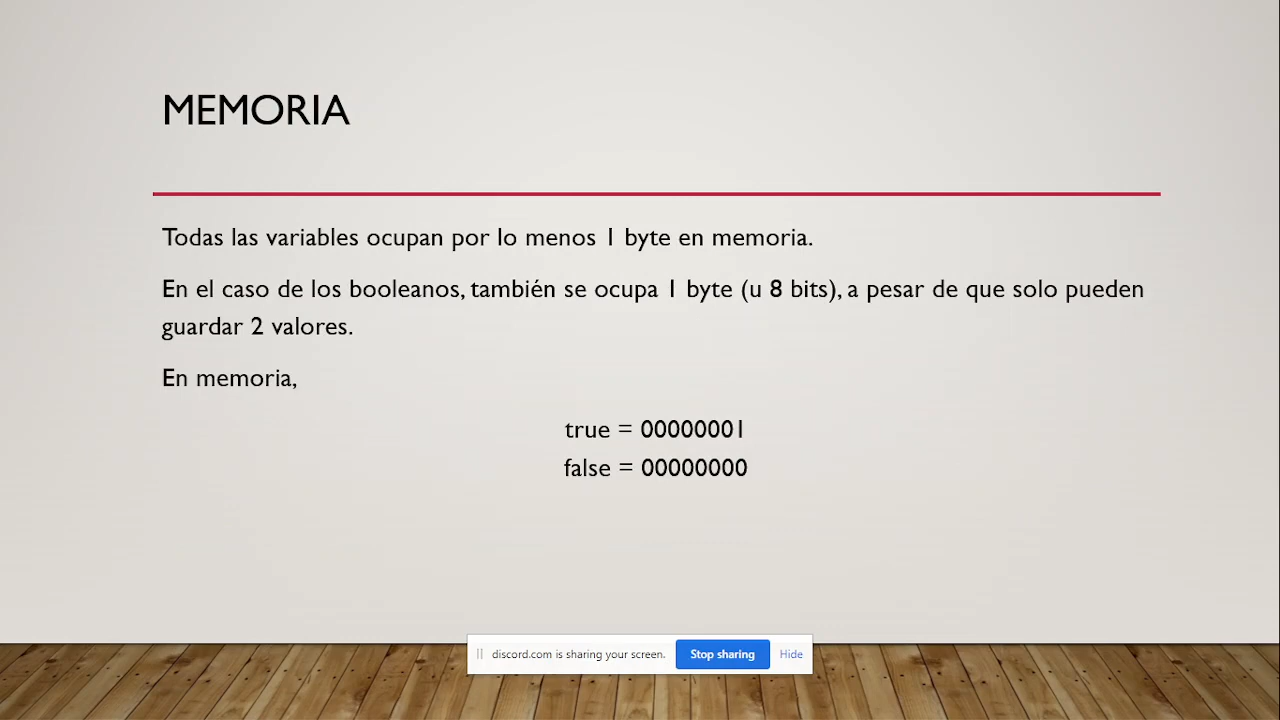 MEMORIA
Todas las variables ocupan por lo menos 1 byte en memoria.
En el caso de los booleanos, también se ocupa 1 byte (u 8 bits), a pesar de que solo pueden
guardar 2 valores.
En memoria,
true = 00000001
false = 00000000
discord.com is sharing your screen. Stop sharing Hide